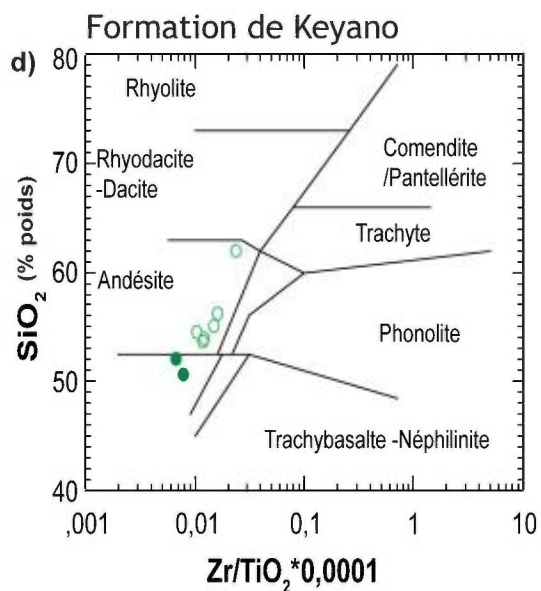 Formation de Keyano
d)
80
70
60
50
40
SiO₂ (% poids)
Rhyolite
Rhyodacite
-Dacite
Comendite
/Pantellérite
Trachyte
Andésite
Phonolite
Trachybasalte -Néphilinite
,001
0,01
0,1
1
10
Zr/TiO₂*0,0001